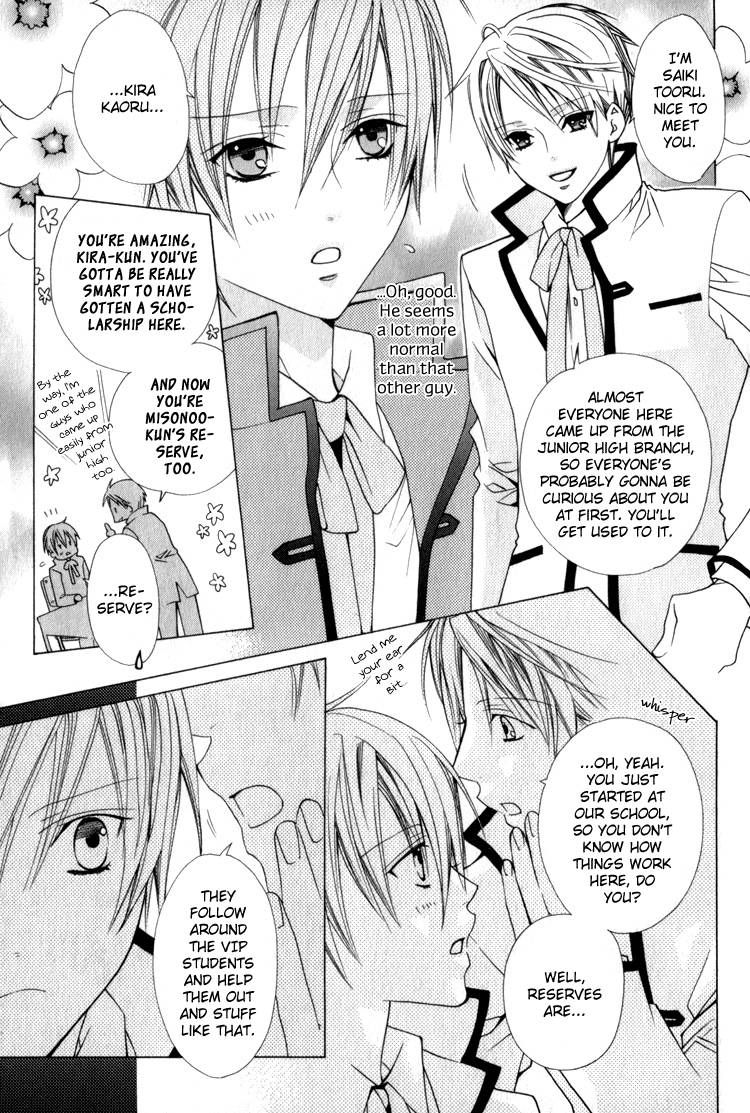 I'M
SAIKI
TOORU.
NICE TO
MEET
YOU.
...KIRA
KAORU...
...Oh, good.
He seems
a lot more
normal
than that
other guy.
ALMOST
EVERYONE HERE
CAME UP FROM THE
JUNIOR HIGH BRANCH,
SO EVERYONE'S
PROBABLY GONNA BE
CURIOUS ABOUT YOU
AT FIRST. YOU'LL
GET USED TO IT.
YOU'RE AMAZING,
KIRA-KUN. YOU'VE
GOTTA BE REALLY
SMART TO HAVE
GOTTEN A SCHO-
LARSHIP HERE.
AND NOW
YOU'RE
MISONOO-
KUN'S RE-
SERVE,
TOO.
By the
way, I'm
one of the
guys who
came up
easily from
junior
high too.
...RE-
SERVE?
Lend me
your ear
for a
bit.
whisper
...OH, YEAH.
YOU JUST
STARTED AT
OUR SCHOOL,
SO YOU DON'T
KNOW HOW
THINGS WORK
HERE, DO
YOU?
WELL,
RESERVES
ARE...
THEY
FOLLOW
AROUND
THE VIP
STUDENTS
AND HELP
THEM OUT
AND STUFF
LIKE THAT.